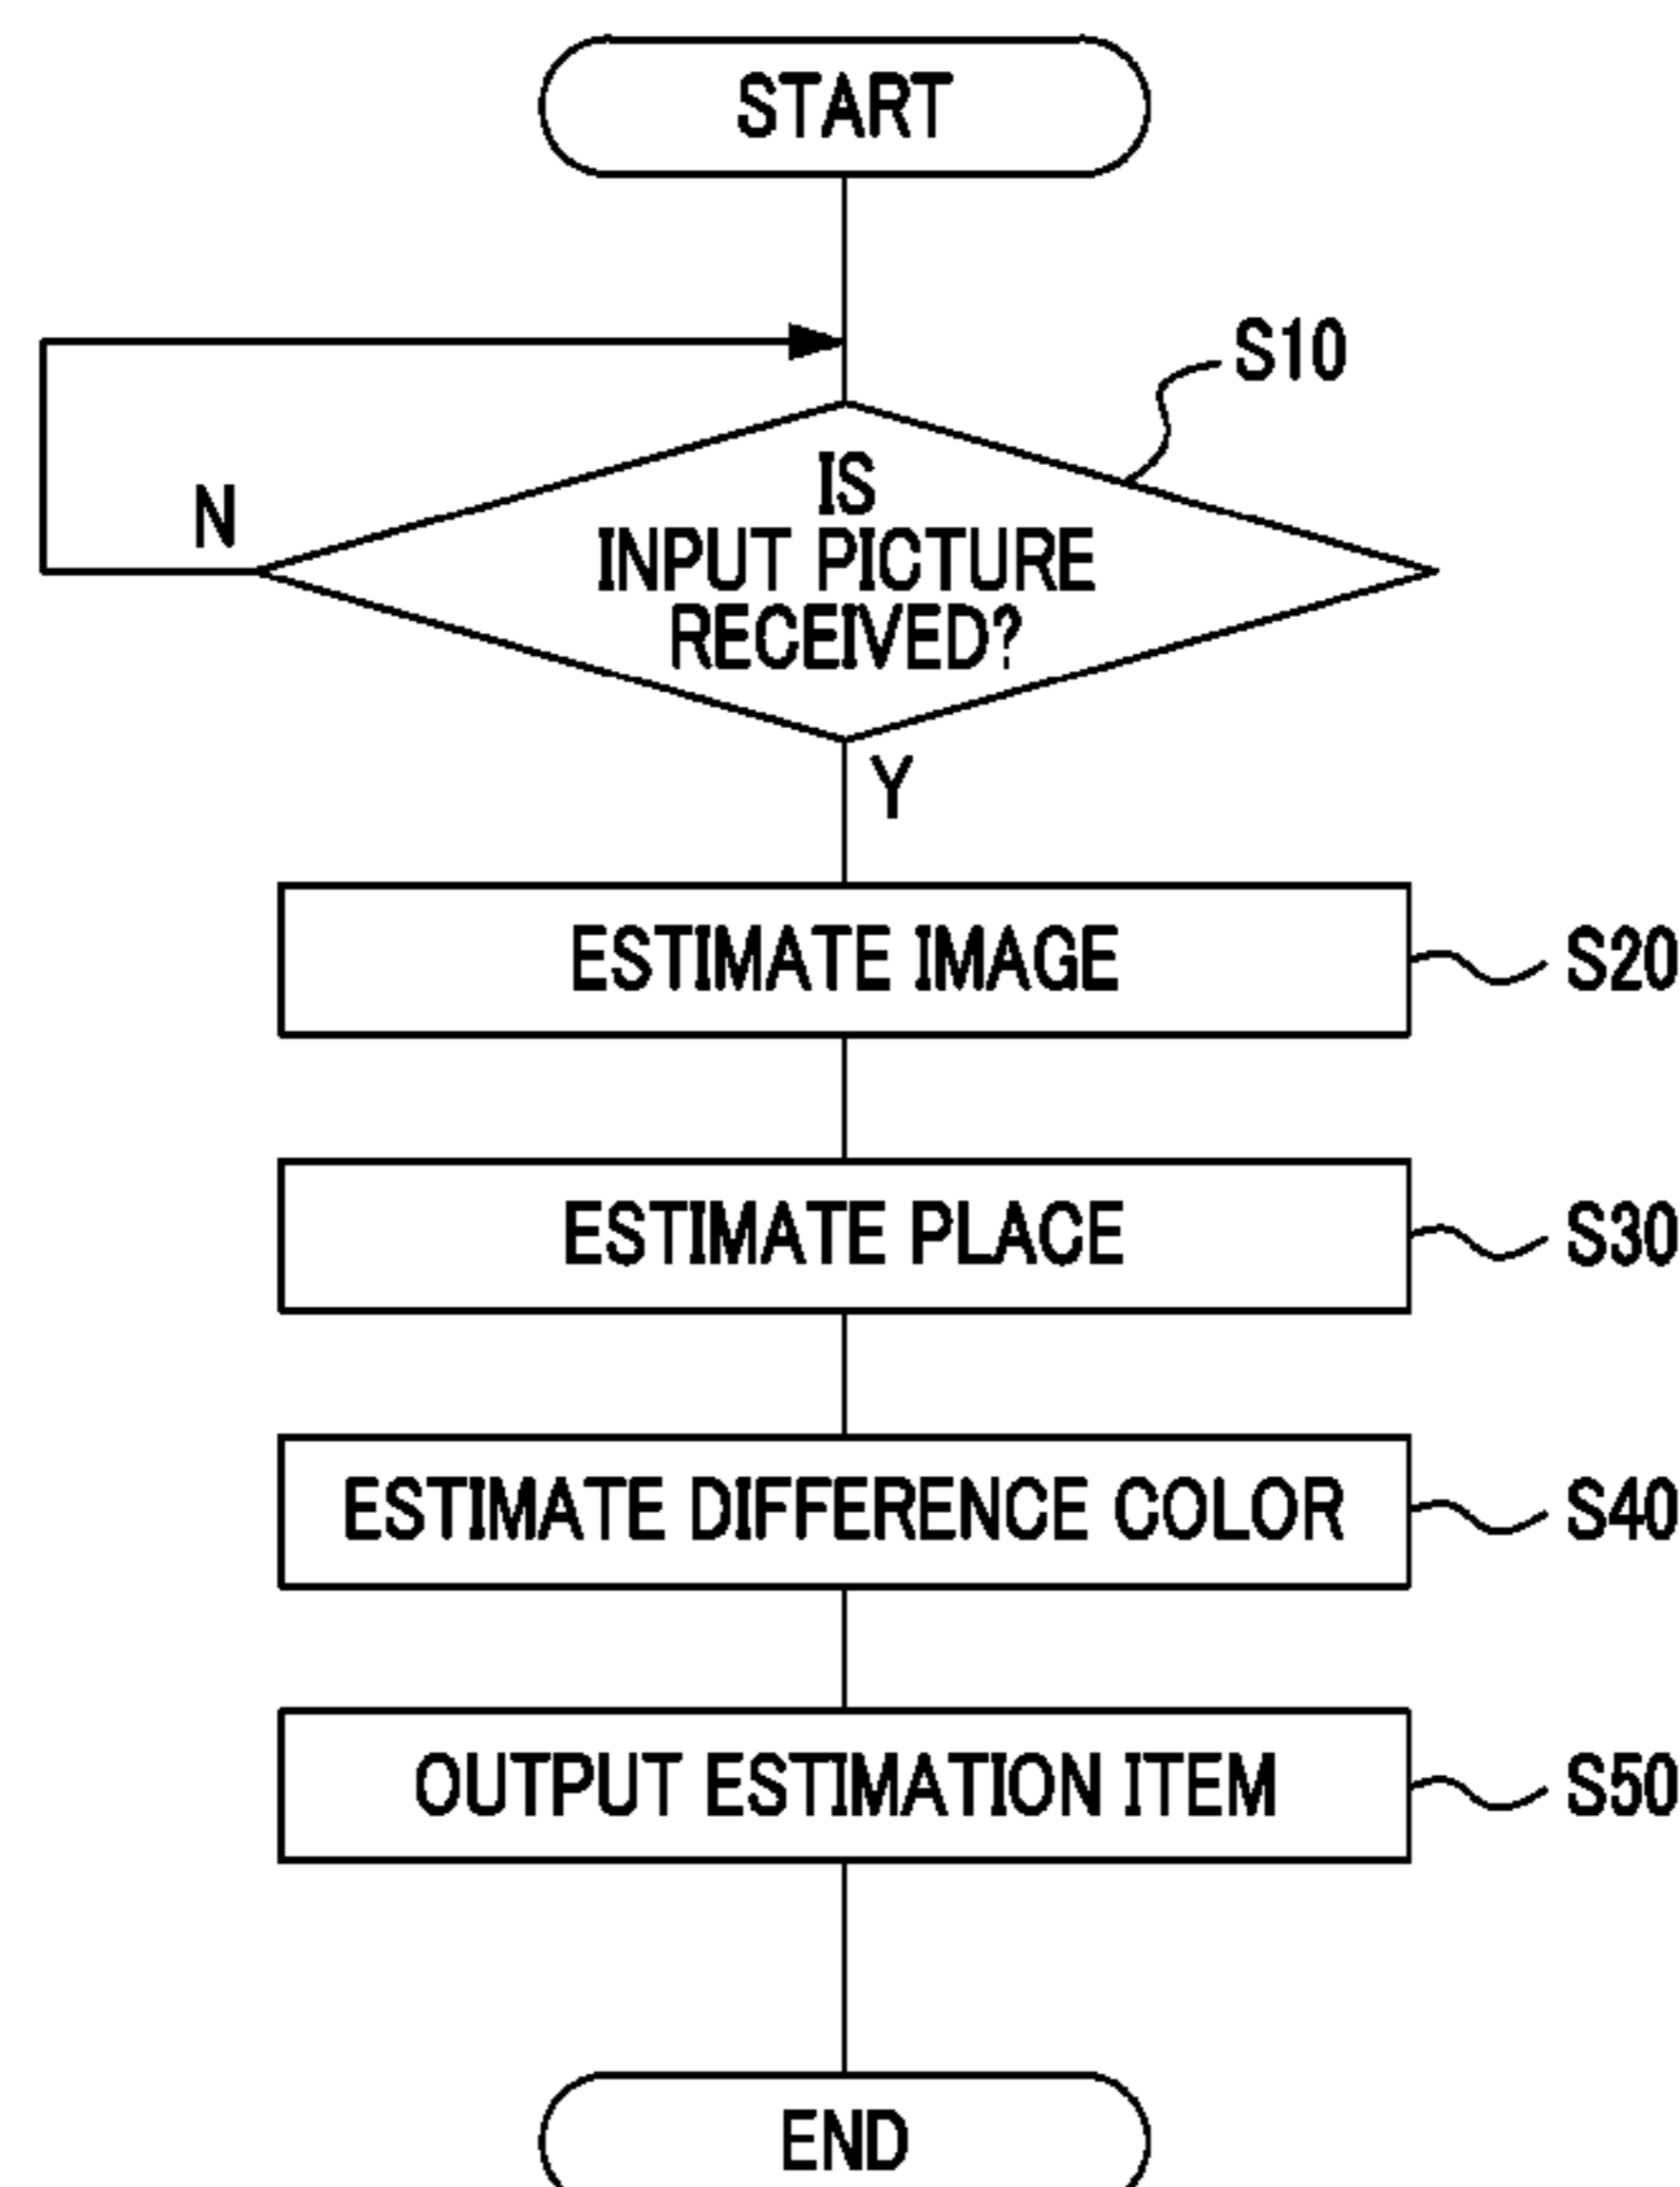 START
S10
IS
INPUT PICTURE
RECEIVED?
N
Y
ESTIMATE IMAGE
S20
ESTIMATE PLACE
S30
ESTIMATE DIFFERENCE COLOR
S40
OUTPUT ESTIMATION ITEM
S50
END